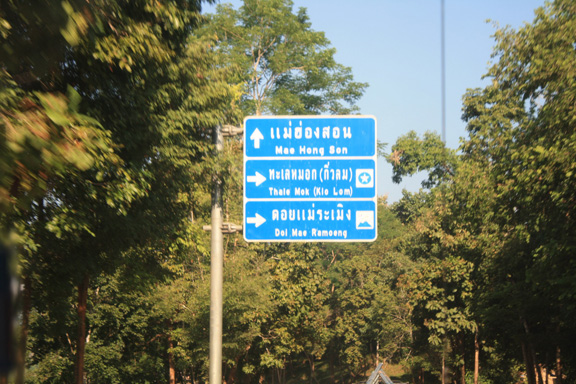 แม่ฮ่องสอน
Mae Hong Son
ทะเลหมอก(กิ่วลม)
Thale Mok (Kio Lom)
ดอยแม่ระเมิง
Doi Mae Ramoeng